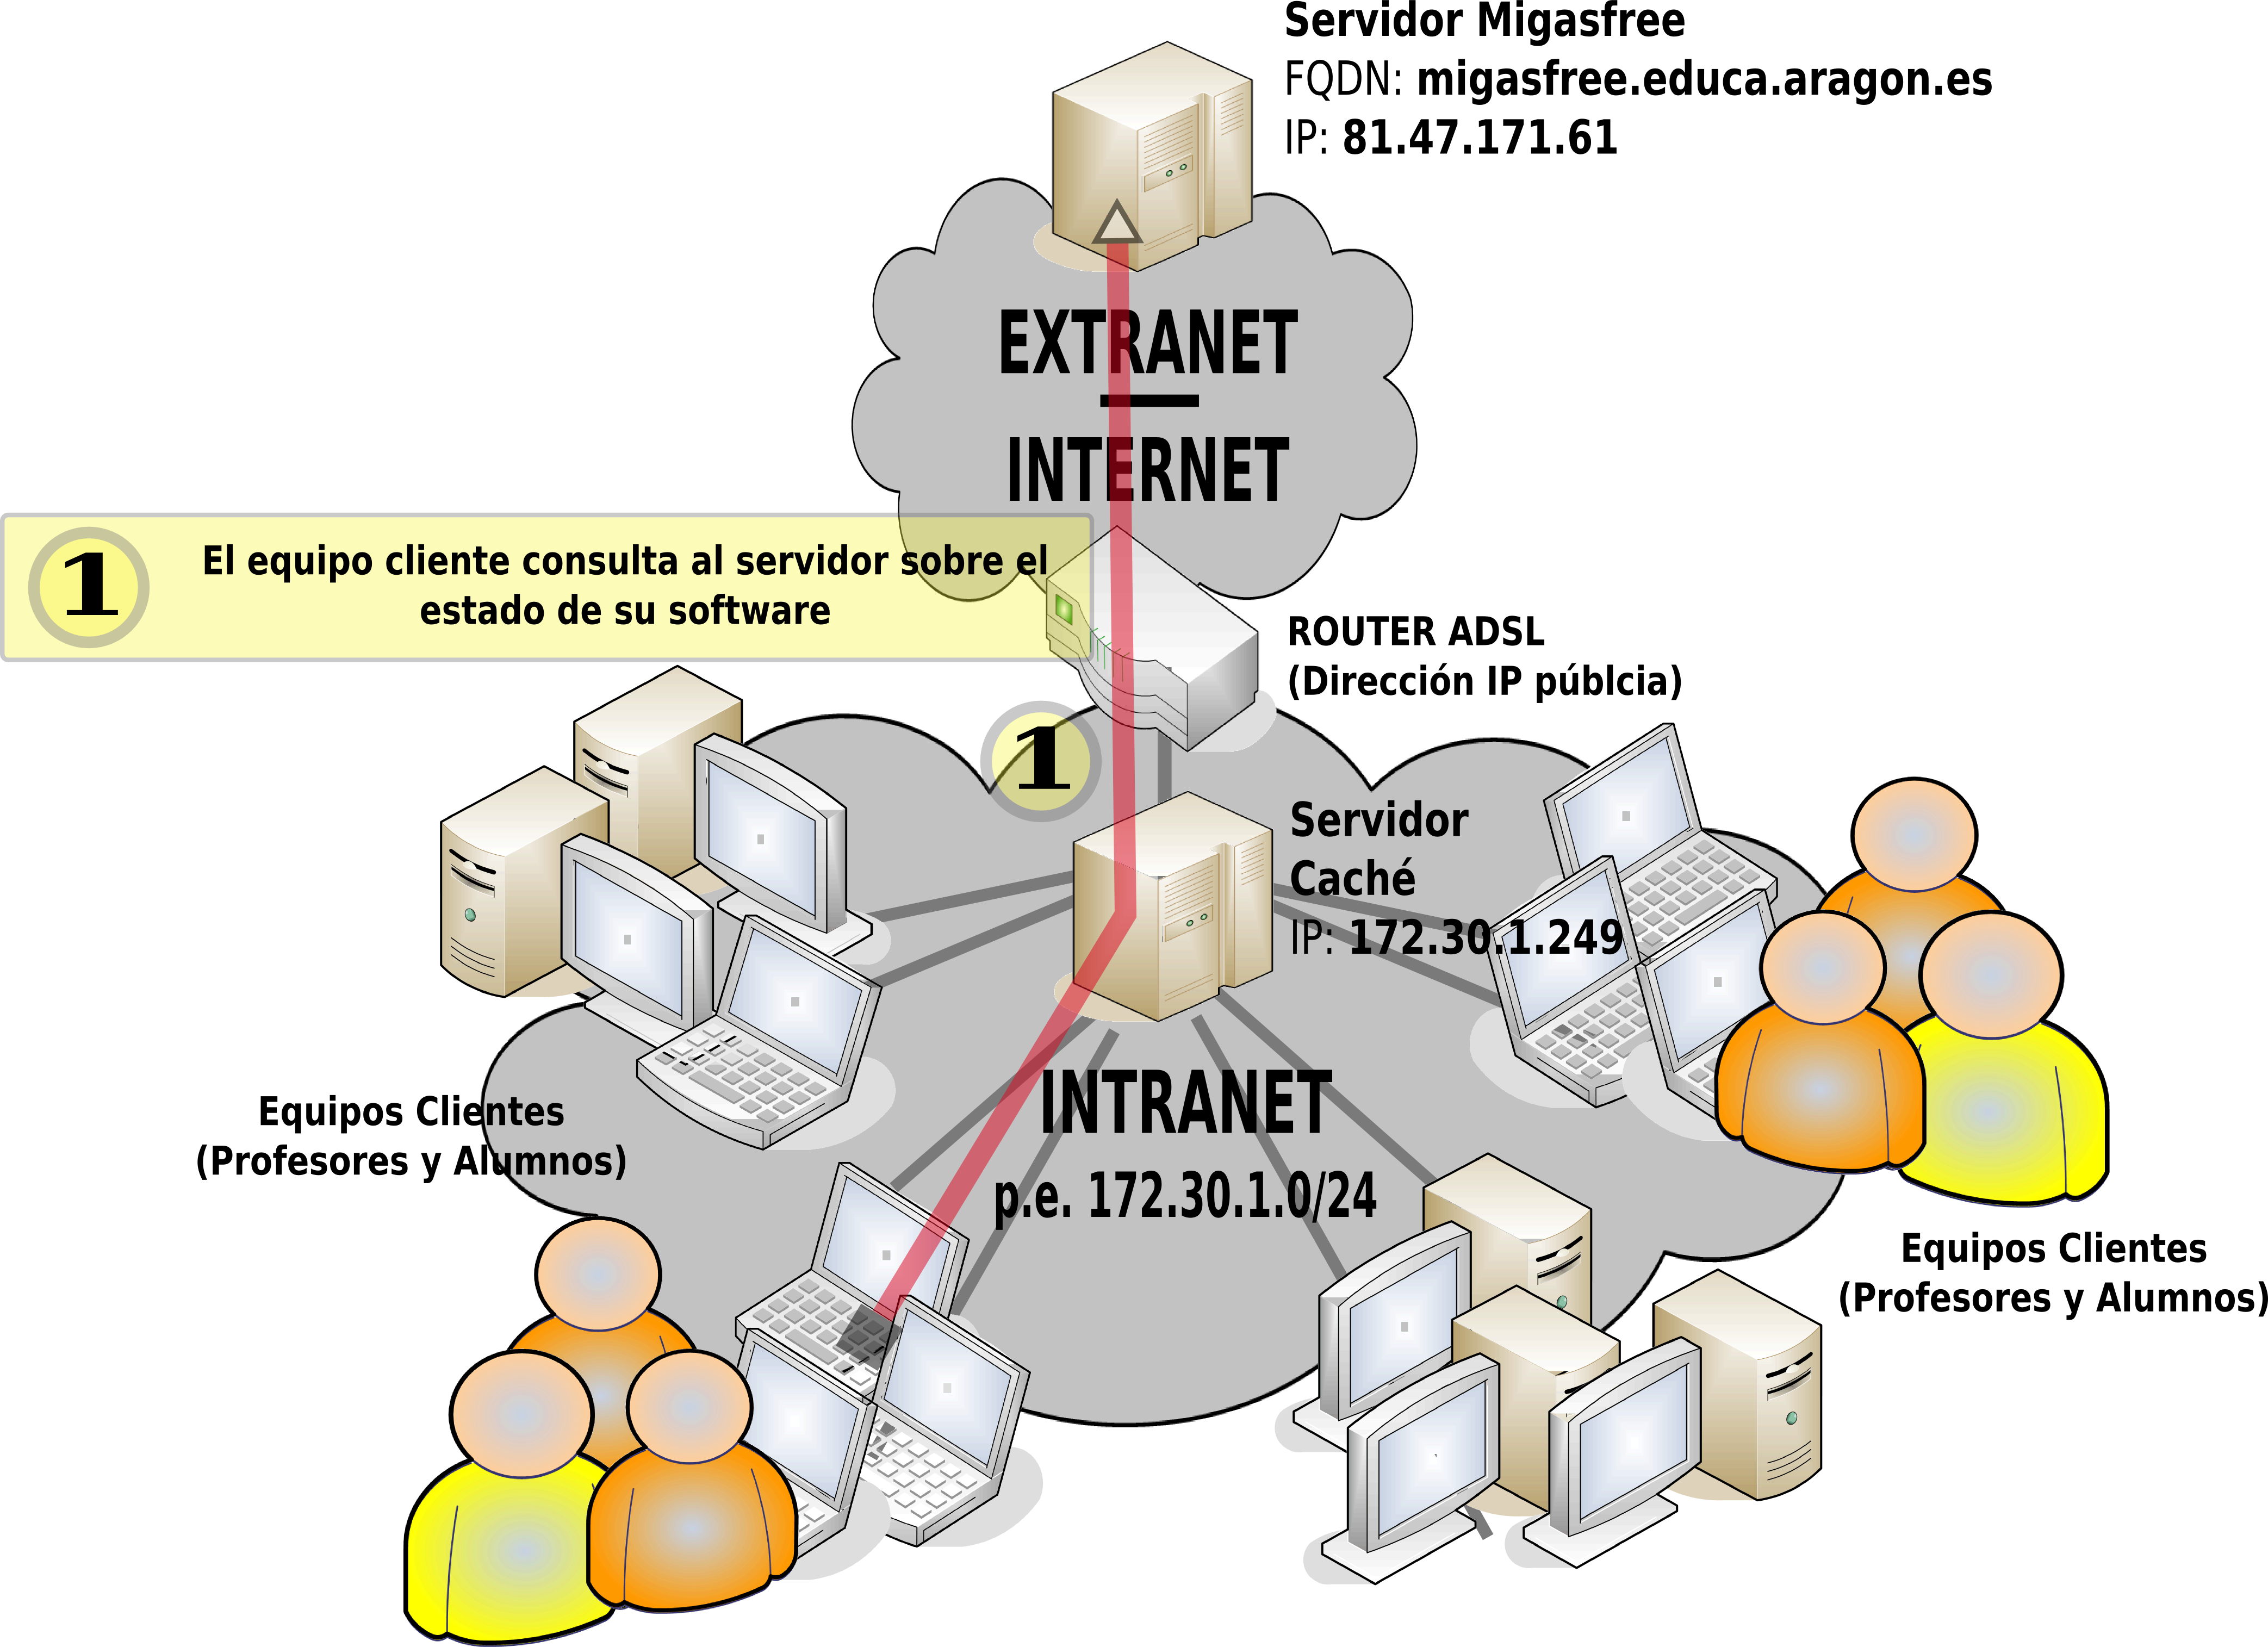 Servidor Migasfree
FQDN: migasfree.educa.aragon.es
IP: 81.47.171.61
EXTRANET
INTERNET
1
El equipo cliente consulta al servidor sobre el
estado de su software
ROUTER ADSL
(Dirección IP públcia)
1
Servidor
Caché
IP: 172.30.1.249
INTRANET
p.e. 172.30.1.0/24
Equipos Clientes
(Profesores y Alumnos)
Equipos Clientes
(Profesores y Alumnos)